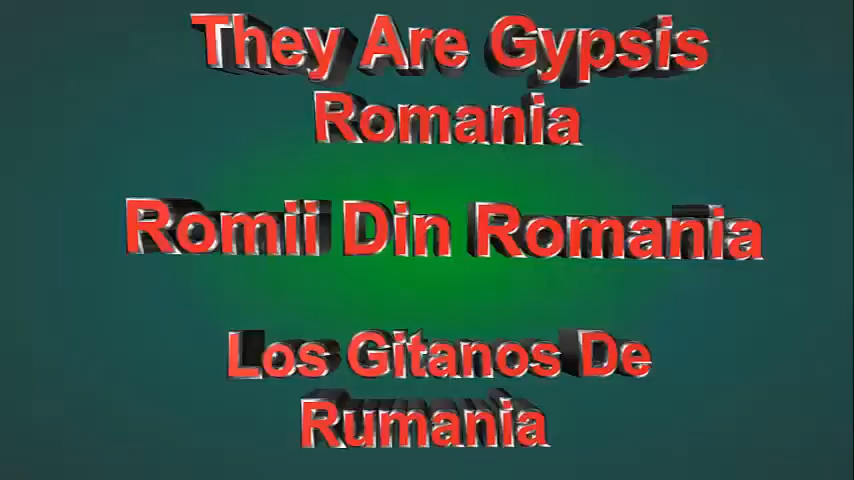 They Are Gypsis
Romania
Romii Din Romania
Los Gitanos De
Rumania